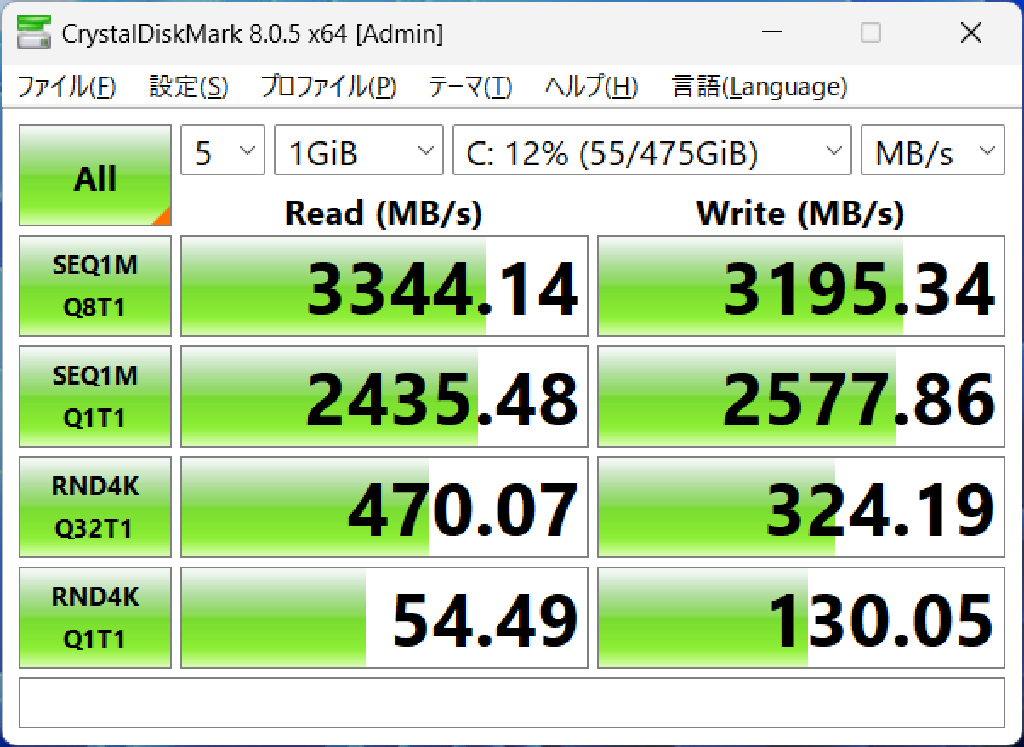 CrystalDiskMark 8.0.5 x64 [Admin]
ファイル(F) 設定(S) プロファイル(P) テーマ(T) ヘルプ(H) 言語(Language)
All 5 1GiB C: 12% (55/475GiB) MB/s
Read (MB/s) Write (MB/s)
SEQ1M
Q8T1
3344.14 3195.34
SEQ1M
Q1T1
2435.48 2577.86
RND4K
Q32T1
470.07 324.19
RND4K
Q1T1
54.49 130.05